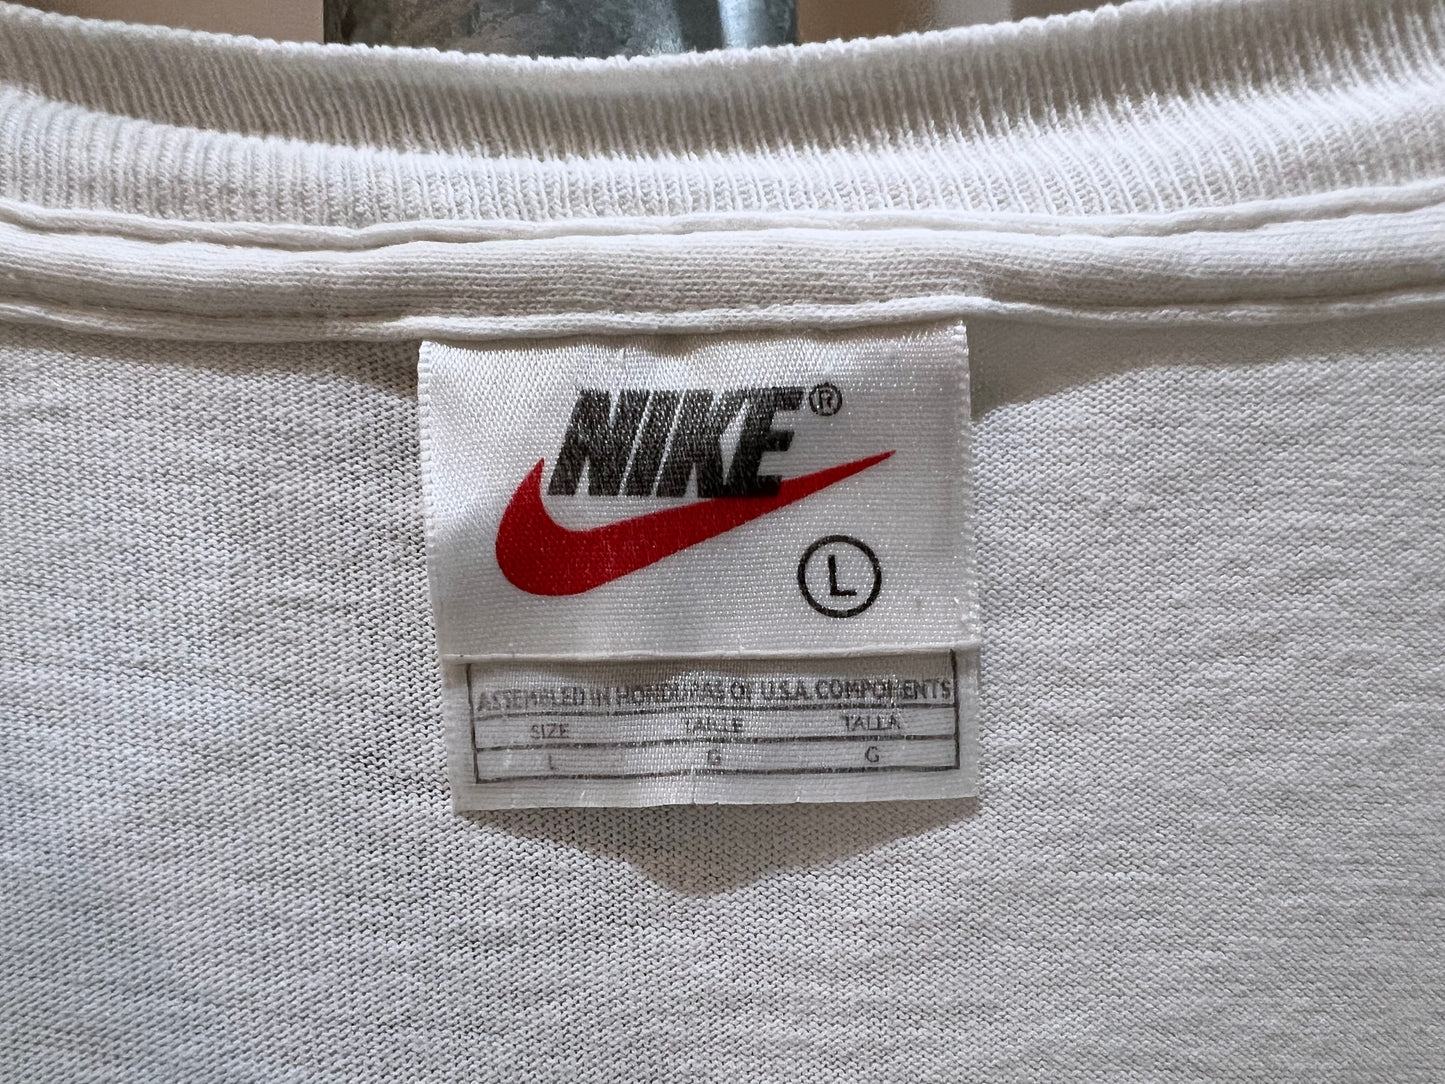 NIKE®
L
ASSEMBLED IN HONDURAS OF U.S.A. COMPONENTS
SIZE TAILLE TALLA
L G G